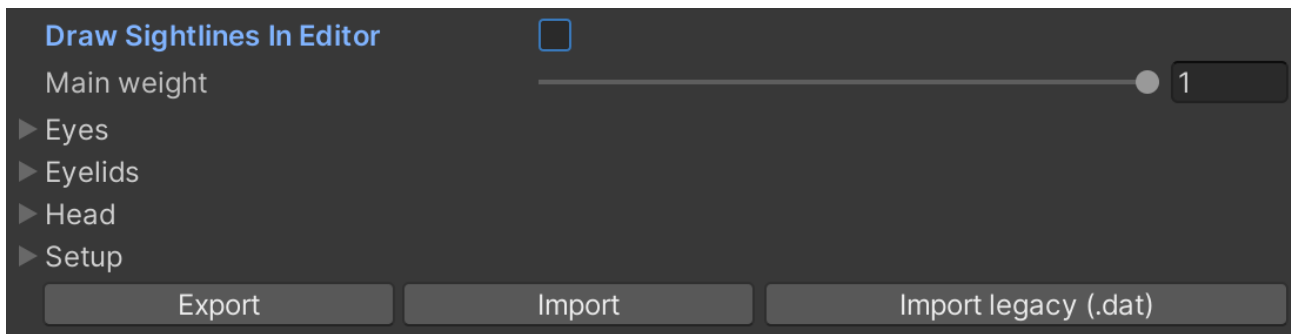 Draw Sightlines In Editor
Main weight 1
Eyes
Eyelids
Head
Setup
Export Import Import legacy (.dat)